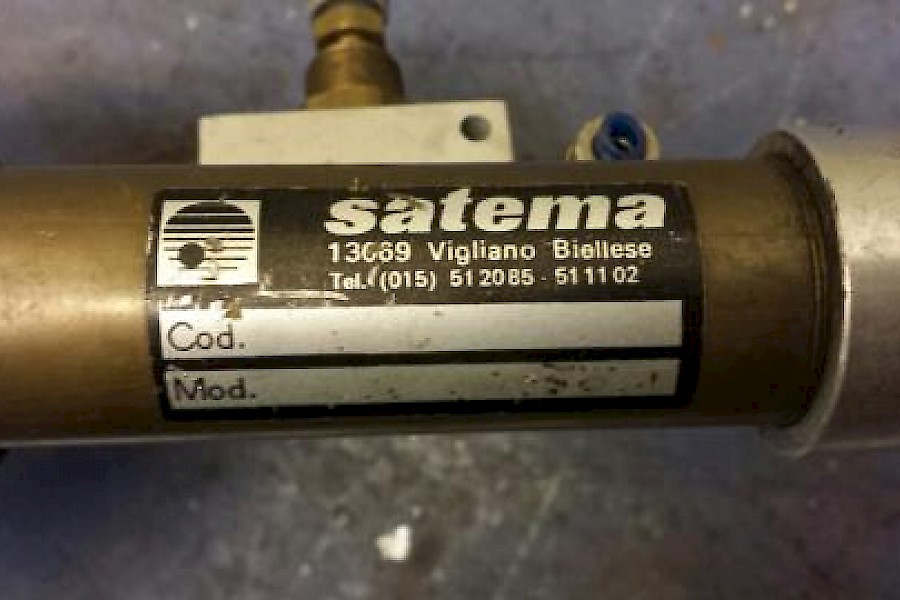 satema
13069 Vigliano Biellese
Tel. (015) 512085 - 511102
Cod.
Mod.